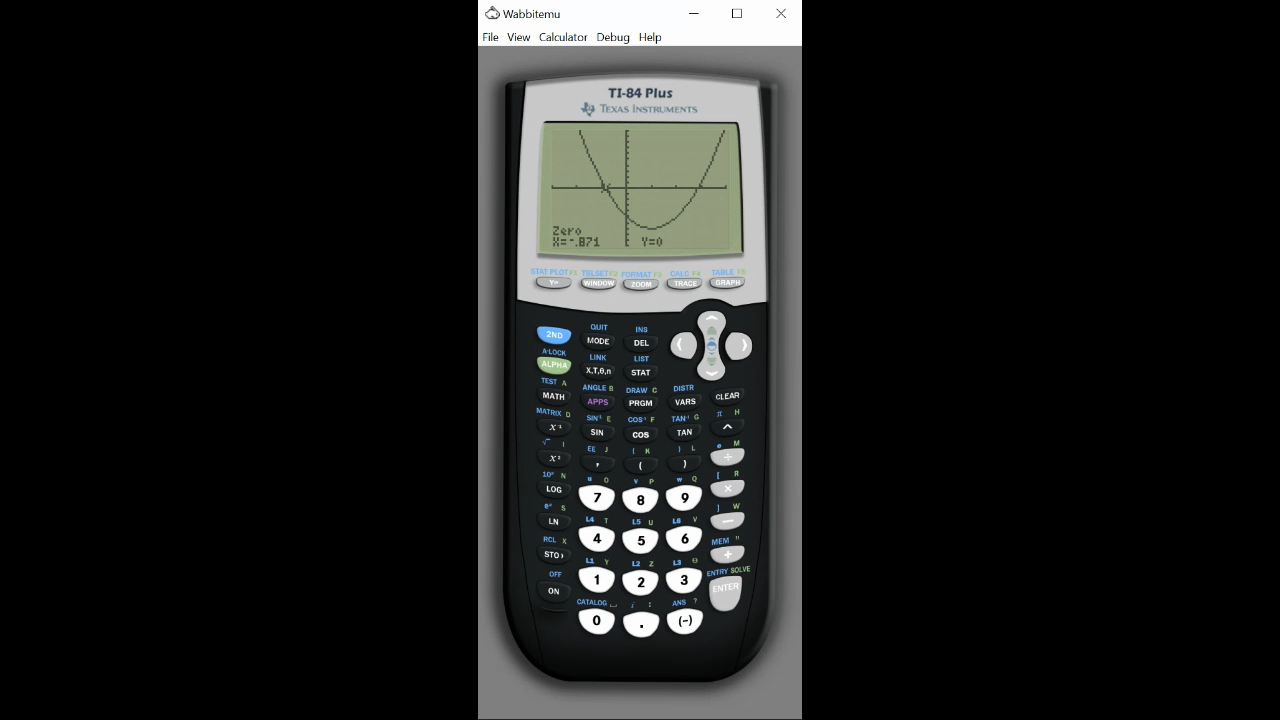 Wabbitemu
File View Calculator Debug Help
TI-84 Plus
TEXAS INSTRUMENTS
Zero
X=-.871 Y=0
STAT PLOT F1 TBLSET F2 FORMAT F3 CALC F4 TABLE F5
Y= WINDOW ZOOM TRACE GRAPH
QUIT INS
2ND MODE DEL
A-LOCK LINK LIST
ALPHA X,T,θ,n STAT
TEST A ANGLE B DRAW C DISTR
MATH APPS PRGM VARS CLEAR
MATRIX D SIN⁻¹ E COS⁻¹ F TAN⁻¹ G π H
X⁻¹ SIN COS TAN ^
√ I EE J { K } L e M
X² , ( ) ÷
10ˣ N u O v P w Q [ R
LOG 7 8 9 ×
eˣ S L4 T L5 U L6 V ] W
LN 4 5 6 −
RCL X L1 Y L2 Z L3 θ MEM "
STO› 1 2 3 +
OFF ENTRY SOLVE
ON ENTER
CATALOG ⎵ i : ANS ?
0 . (-)